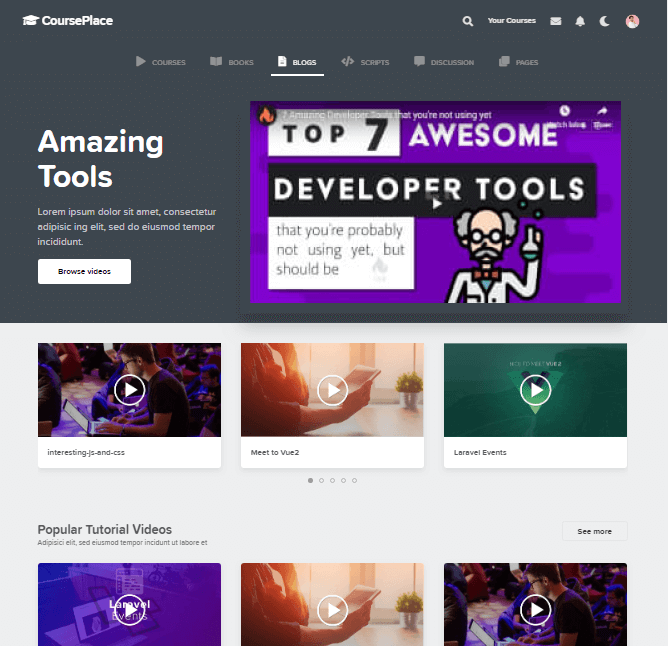 CoursePlace
Your Courses
COURSES
BOOKS
BLOGS
SCRIPTS
DISCUSSION
PAGES
Amazing
Tools
Lorem ipsum dolor sit amet, consectetur
adipisic ing elit, sed do eiusmod tempor
incididunt.
Browse videos
7 Amazing Developer Tools that you're not using yet
Watch later
Share
TOP 7 AWESOME
DEVELOPER TOOLS
that you're probably
not using yet, but
should be
interesting-js-and-css
Meet to Vue2
Laravel Events
Popular Tutorial Videos
Adipisici elit, sed eiusmod tempor incidunt ut labore et
See more
Laravel
Events